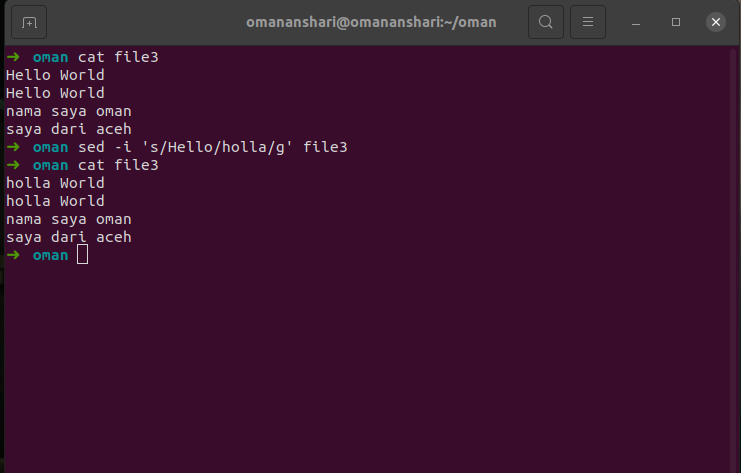 omananshari@omananshari:~/oman
➜ oman cat file3
Hello World
Hello World
nama saya oman
saya dari aceh
➜ oman sed -i 's/Hello/holla/g' file3
➜ oman cat file3
holla World
holla World
nama saya oman
saya dari aceh
➜ oman